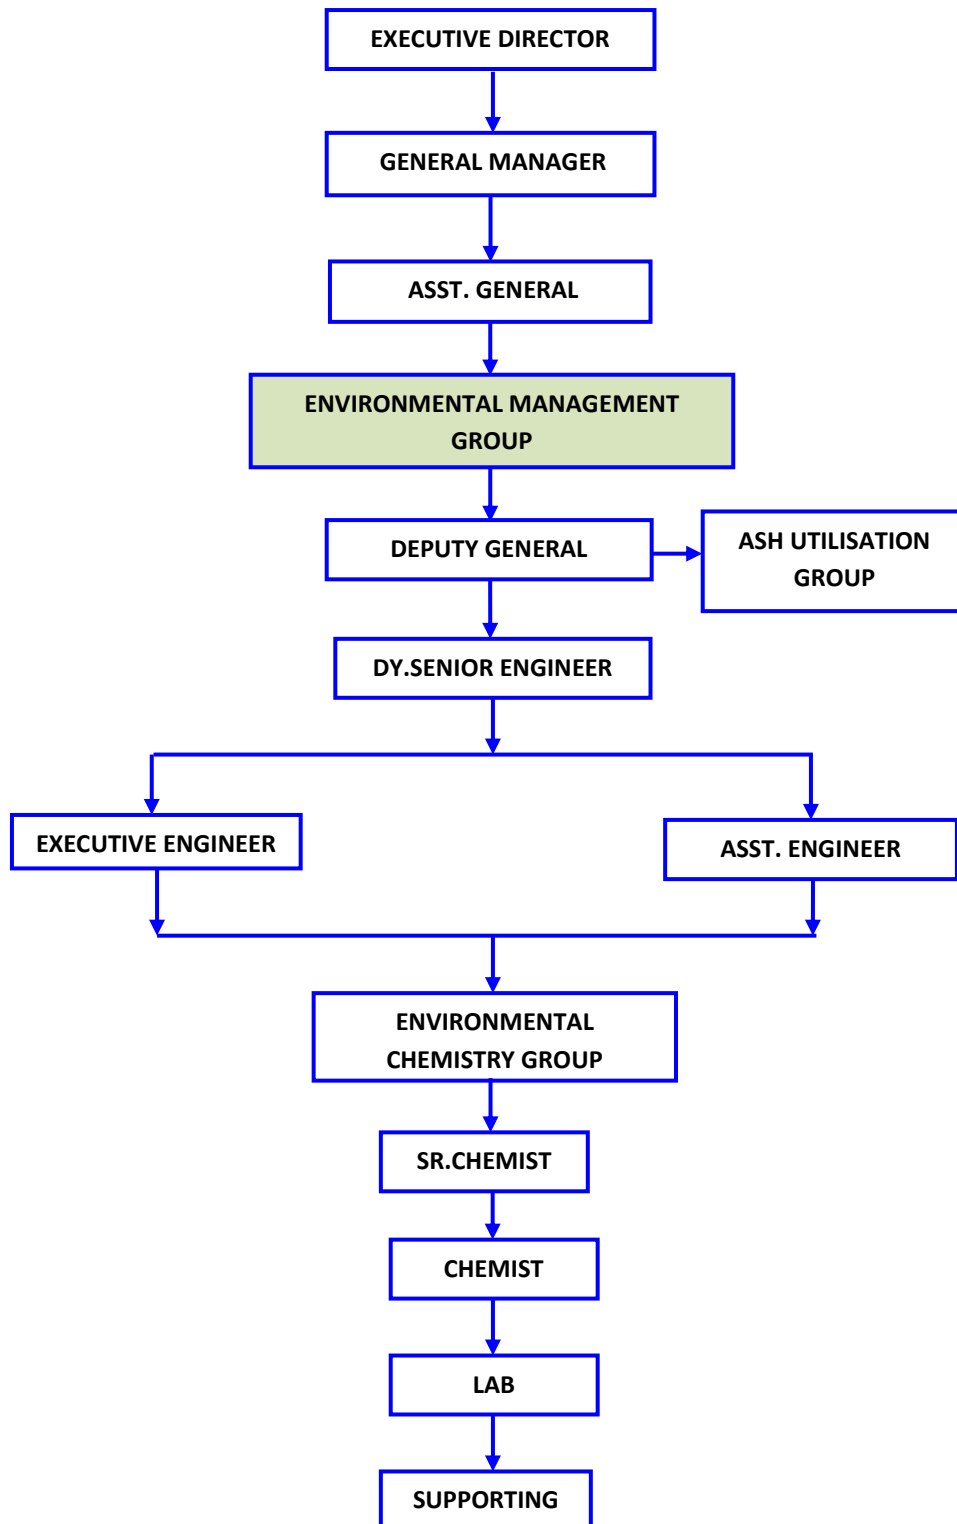 EXECUTIVE DIRECTOR
GENERAL MANAGER
ASST. GENERAL
ENVIRONMENTAL MANAGEMENT
GROUP
DEPUTY GENERAL
ASH UTILISATION
GROUP
DY.SENIOR ENGINEER
EXECUTIVE ENGINEER
ASST. ENGINEER
ENVIRONMENTAL
CHEMISTRY GROUP
SR.CHEMIST
CHEMIST
LAB
SUPPORTING